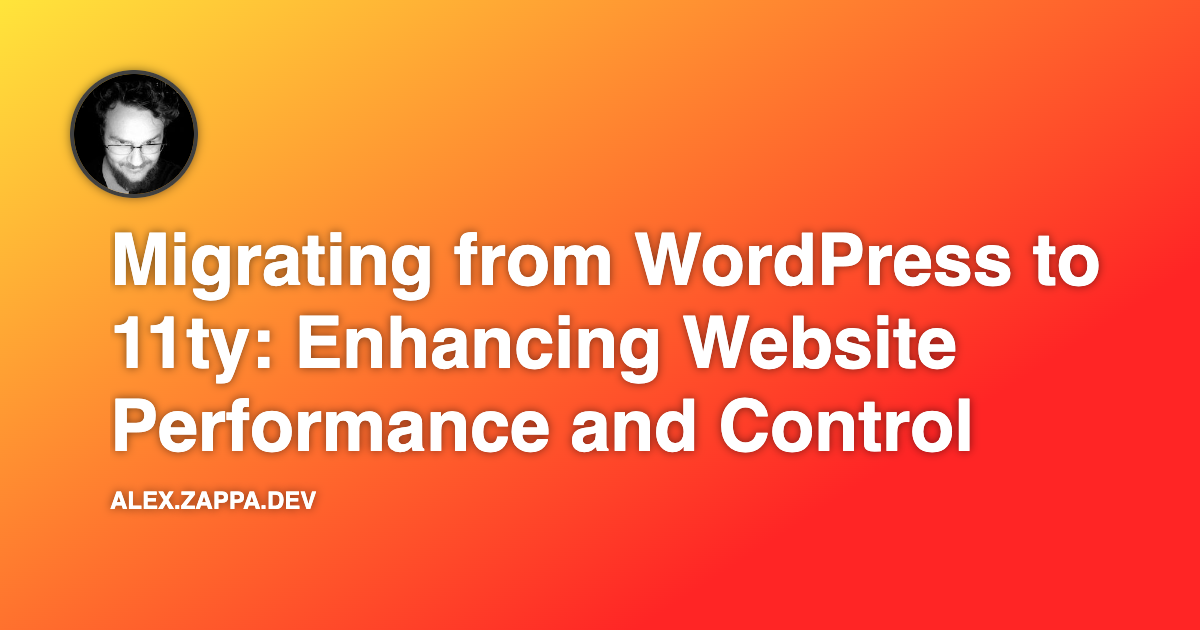 Migrating from WordPress to
11ty: Enhancing Website
Performance and Control
ALEX.ZAPPA.DEV